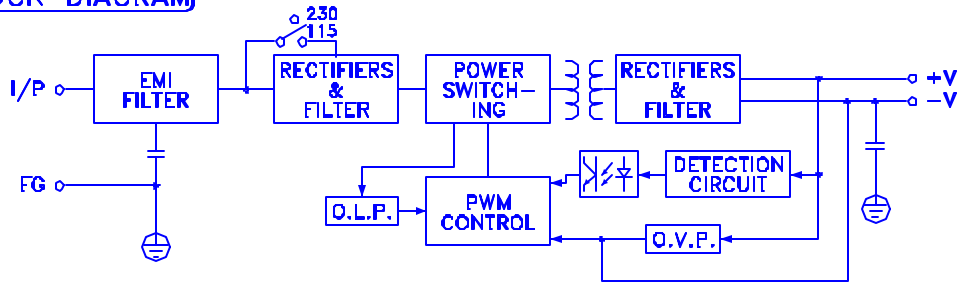 DIAGRAM
230
115
I/P
EMI
FILTER
RECTIFIERS
&
FILTER
POWER
SWITCH-
ING
RECTIFIERS
&
FILTER
+V
-V
FG
O.L.P.
PWM
CONTROL
DETECTION
CIRCUIT
O.V.P.